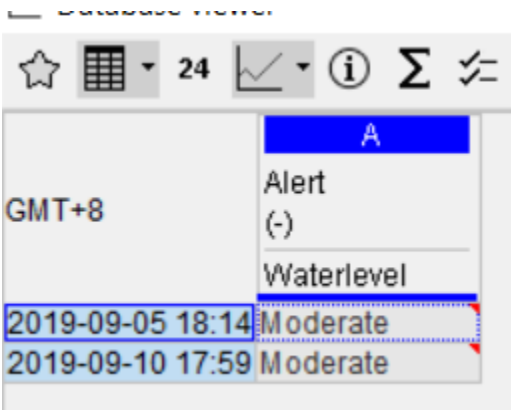 Database viewer
24
A
Alert
GMT+8
(-)
Waterlevel
2019-09-05 18:14 Moderate
2019-09-10 17:59 Moderate